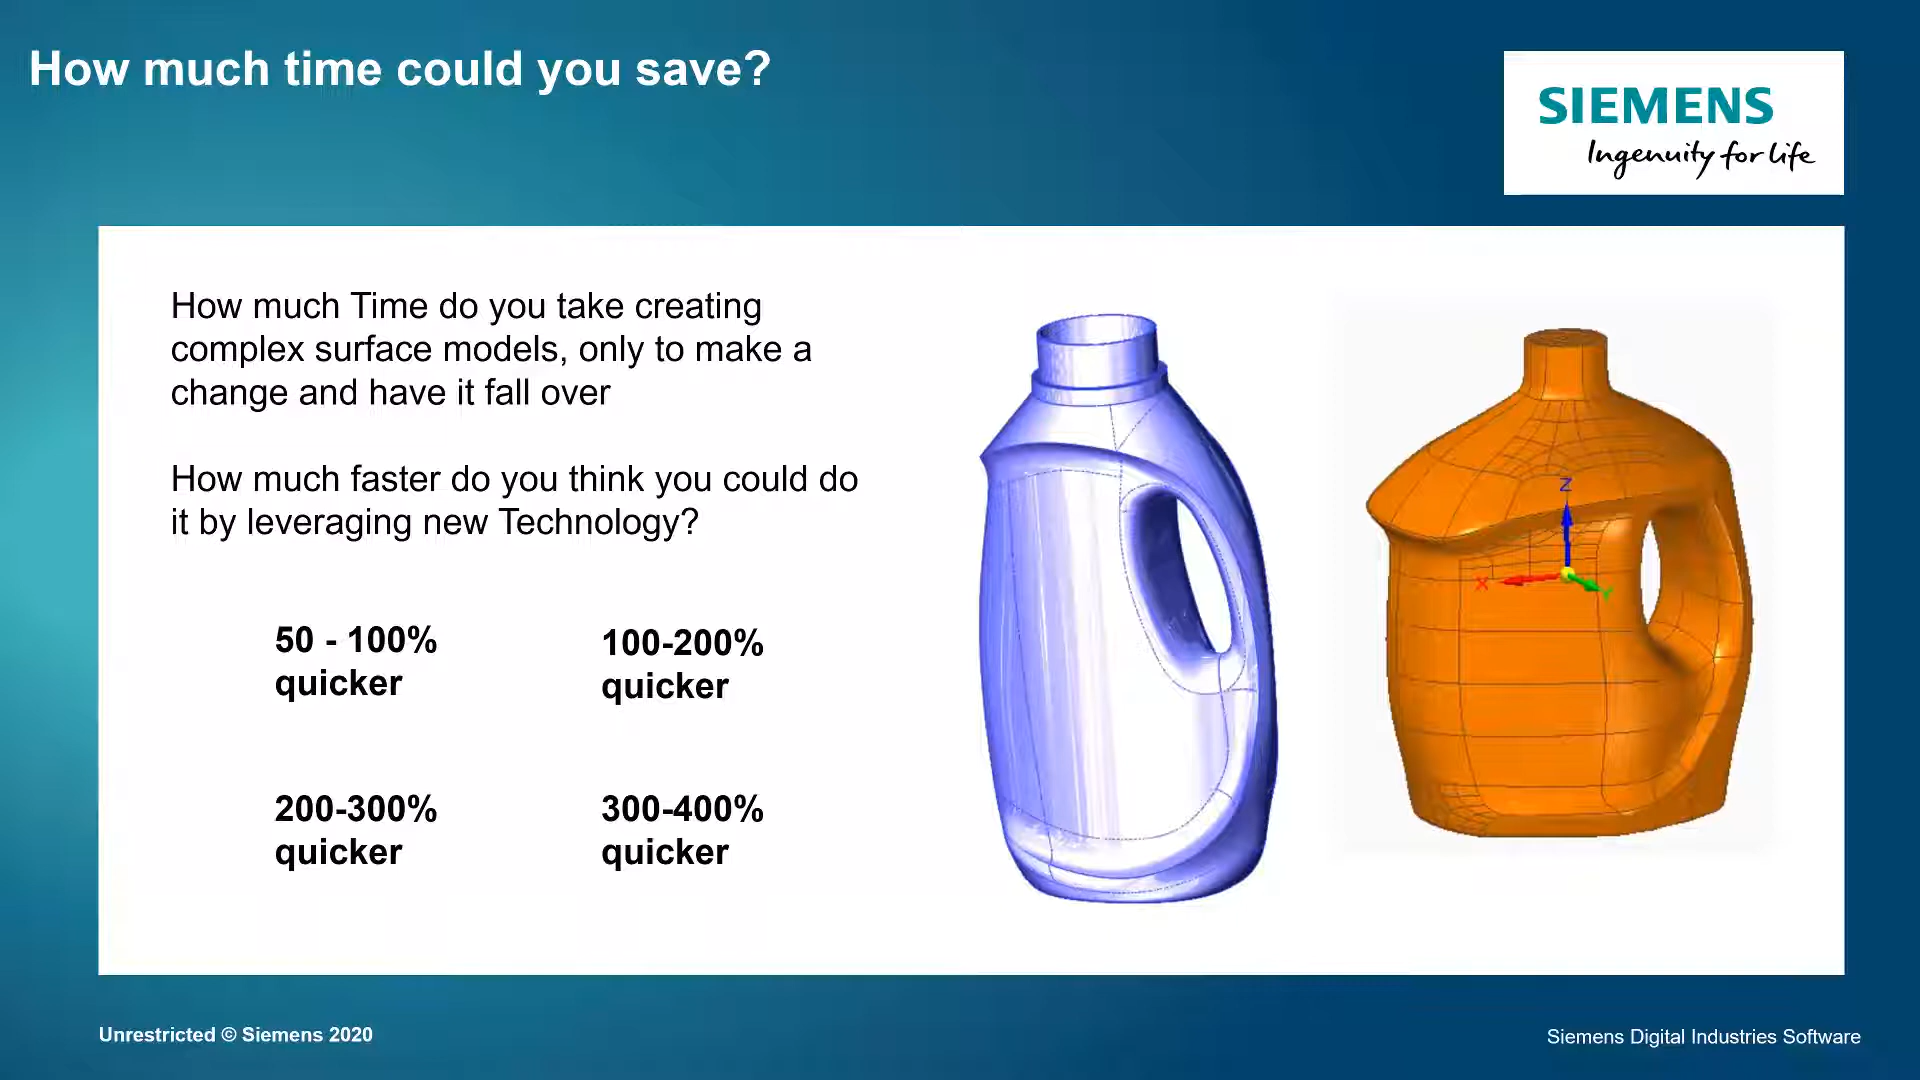 How much time could you save?
SIEMENS
Ingenuity for life
How much Time do you take creating
complex surface models, only to make a
change and have it fall over
How much faster do you think you could do
it by leveraging new Technology?
50 - 100%
quicker
100-200%
quicker
200-300%
quicker
300-400%
quicker
Z
X
Y
Unrestricted © Siemens 2020
Siemens Digital Industries Software